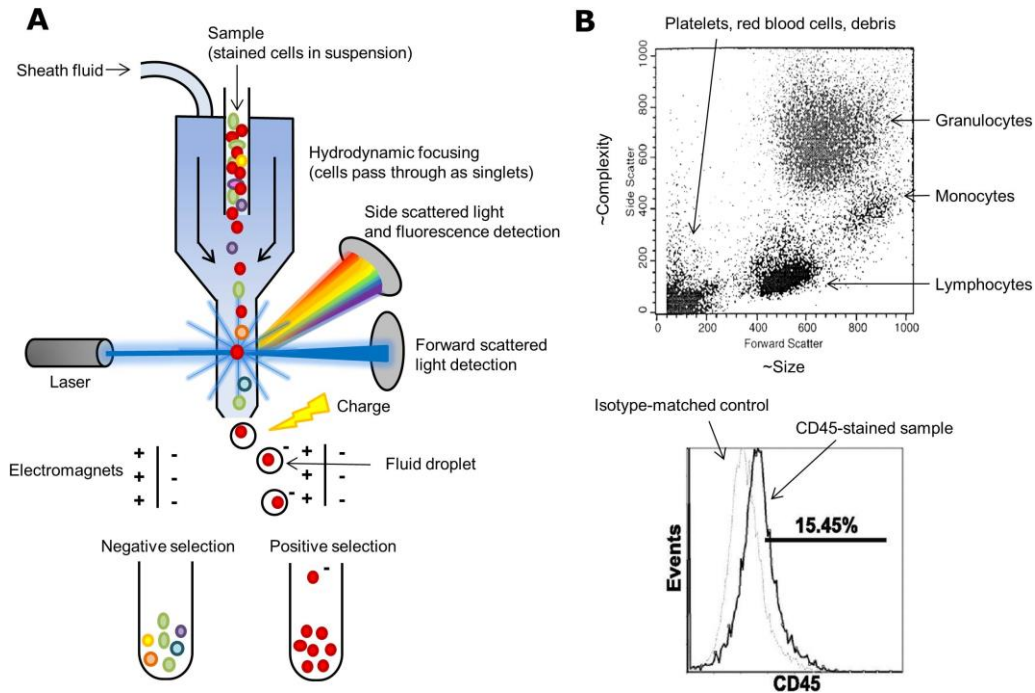 A
Sample
(stained cells in suspension)
Sheath fluid
Hydrodynamic focusing
(cells pass through as singlets)
Side scattered light
and fluorescence detection
Laser
Forward scattered
light detection
Charge
Electromagnets
+ -
+ -
+ -
- + -
+ -
- + -
Fluid droplet
Negative selection
Positive selection
-
B
Platelets, red blood cells, debris
~Complexity
Side Scatter
0 200 400 600 800 1000
Granulocytes
Monocytes
Lymphocytes
0 200 400 600 800 1000
Forward Scatter
~Size
Isotype-matched control
CD45-stained sample
15.45%
Events
CD45